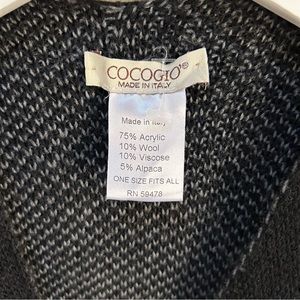 COCOGIO'®
MADE IN ITALY
Made in Italy
75% Acrylic
10% Wool
10% Viscose
5% Alpaca
ONE SIZE FITS ALL
RN 59478